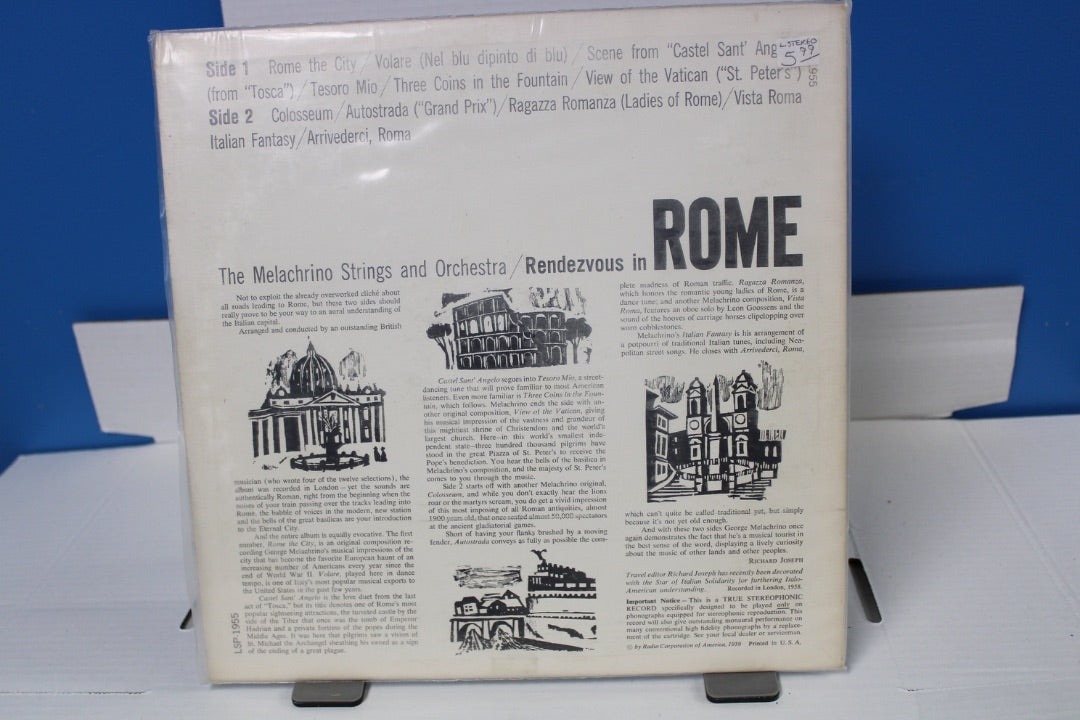 Side 1 Rome the City / Volare (Nel blu dipinto di blu) / Scene from "Castel Sant' Ang
(from "Tosca") / Tesoro Mio / Three Coins in the Fountain / View of the Vatican ("St. Peter's")
Side 2 Colosseum / Autostrada ("Grand Prix") / Ragazza Romanza (Ladies of Rome) / Vista Roma
Italian Fantasy / Arrivederci, Roma
STEREO
5.99
955
The Melachrino Strings and Orchestra / Rendezvous in ROME
Not to exploit the already overworked cliché about
all roads leading to Rome, but these two sides should
really prove to be your way to an aural understanding of
the Italian capital.
Arranged and conducted by an outstanding British
musician (who wrote four of the twelve selections), the
album was recorded in London—yet the sounds are
authentically Roman, right from the beginning when the
noises of your train passing over the tracks leading into
Rome, the babble of voices in the modern, new station
and the bells of the great basilicas are your introduction
to the Eternal City.
And the entire album is equally evocative. The first
number, Rome the City, is an original composition re-
cording George Melachrino's musical impressions of the
city that has become the favorite European haunt of an
increasing number of Americans every year since the
end of World War II. Volare, played here in dance
tempo, is one of Italy's most popular musical exports to
the United States in the past few years.
Castel Sant' Angelo is the love duet from the last
act of "Tosca," but its title denotes one of Rome's most
popular sightseeing attractions, the turreted castle by the
side of the Tiber that once was the tomb of Emperor
Hadrian and a private fortress of the popes during the
Middle Ages. It was here that pilgrims saw a vision of
St. Michael the Archangel sheathing his sword as a sign
of the ending of a great plague.
LSP-1955
Castel Sant' Angelo segues into Tesoro Mio, a street-
dancing tune that will prove familiar to most American
listeners. Even more familiar is Three Coins in the Foun-
tain, which follows. Melachrino ends the side with an-
other original composition, View of the Vatican, giving
his musical impression of the vastness and grandeur of
this mightiest shrine of Christendom and the world's
largest church. Here—in this world's smallest inde-
pendent state—three hundred thousand pilgrims have
stood in the great Piazza of St. Peter's to receive the
Pope's benediction. You hear the bells of the basilica in
Melachrino's composition, and the majesty of St. Peter's
comes to you through the music.
Side 2 starts off with another Melachrino original,
Colosseum, and while you don't exactly hear the lions
roar or the martyrs scream, you do get a vivid impression
of this most imposing of all Roman antiquities, almost
1900 years old, that once seated almost 50,000 spectators
at the ancient gladiatorial games.
Short of having your flanks brushed by a moving
fender, Autostrada conveys as fully as possible the com-
plete madness of Roman traffic. Ragazza Romanza,
which honors the romantic young ladies of Rome, is a
dance tune; and another Melachrino composition, Vista
Roma, features an oboe solo by Leon Goossens and the
sound of the hooves of carriage horses clipclopping over
worn cobblestones.
Melachrino's Italian Fantasy is his arrangement of
a potpourri of traditional Italian tunes, including Nea-
politan street songs. He closes with Arrivederci, Roma,
which can't quite be called traditional yet, but simply
because it's not yet old enough.
And with these two sides George Melachrino once
again demonstrates the fact that he's a musical tourist in
the best sense of the word, displaying a lively curiosity
about the music of other lands and other peoples.
RICHARD JOSEPH
Travel editor Richard Joseph has recently been decorated
with the Star of Italian Solidarity for furthering Italo-
American understanding. Recorded in London, 1958.
Important Notice—This is a TRUE STEREOPHONIC
RECORD specifically designed to be played only on
phonographs equipped for stereophonic reproduction. This
record will also give outstanding monaural performance on
many conventional high fidelity phonographs by a replace-
ment of the cartridge. See your local dealer or serviceman.
© by Radio Corporation of America, 1959 Printed in U. S. A.